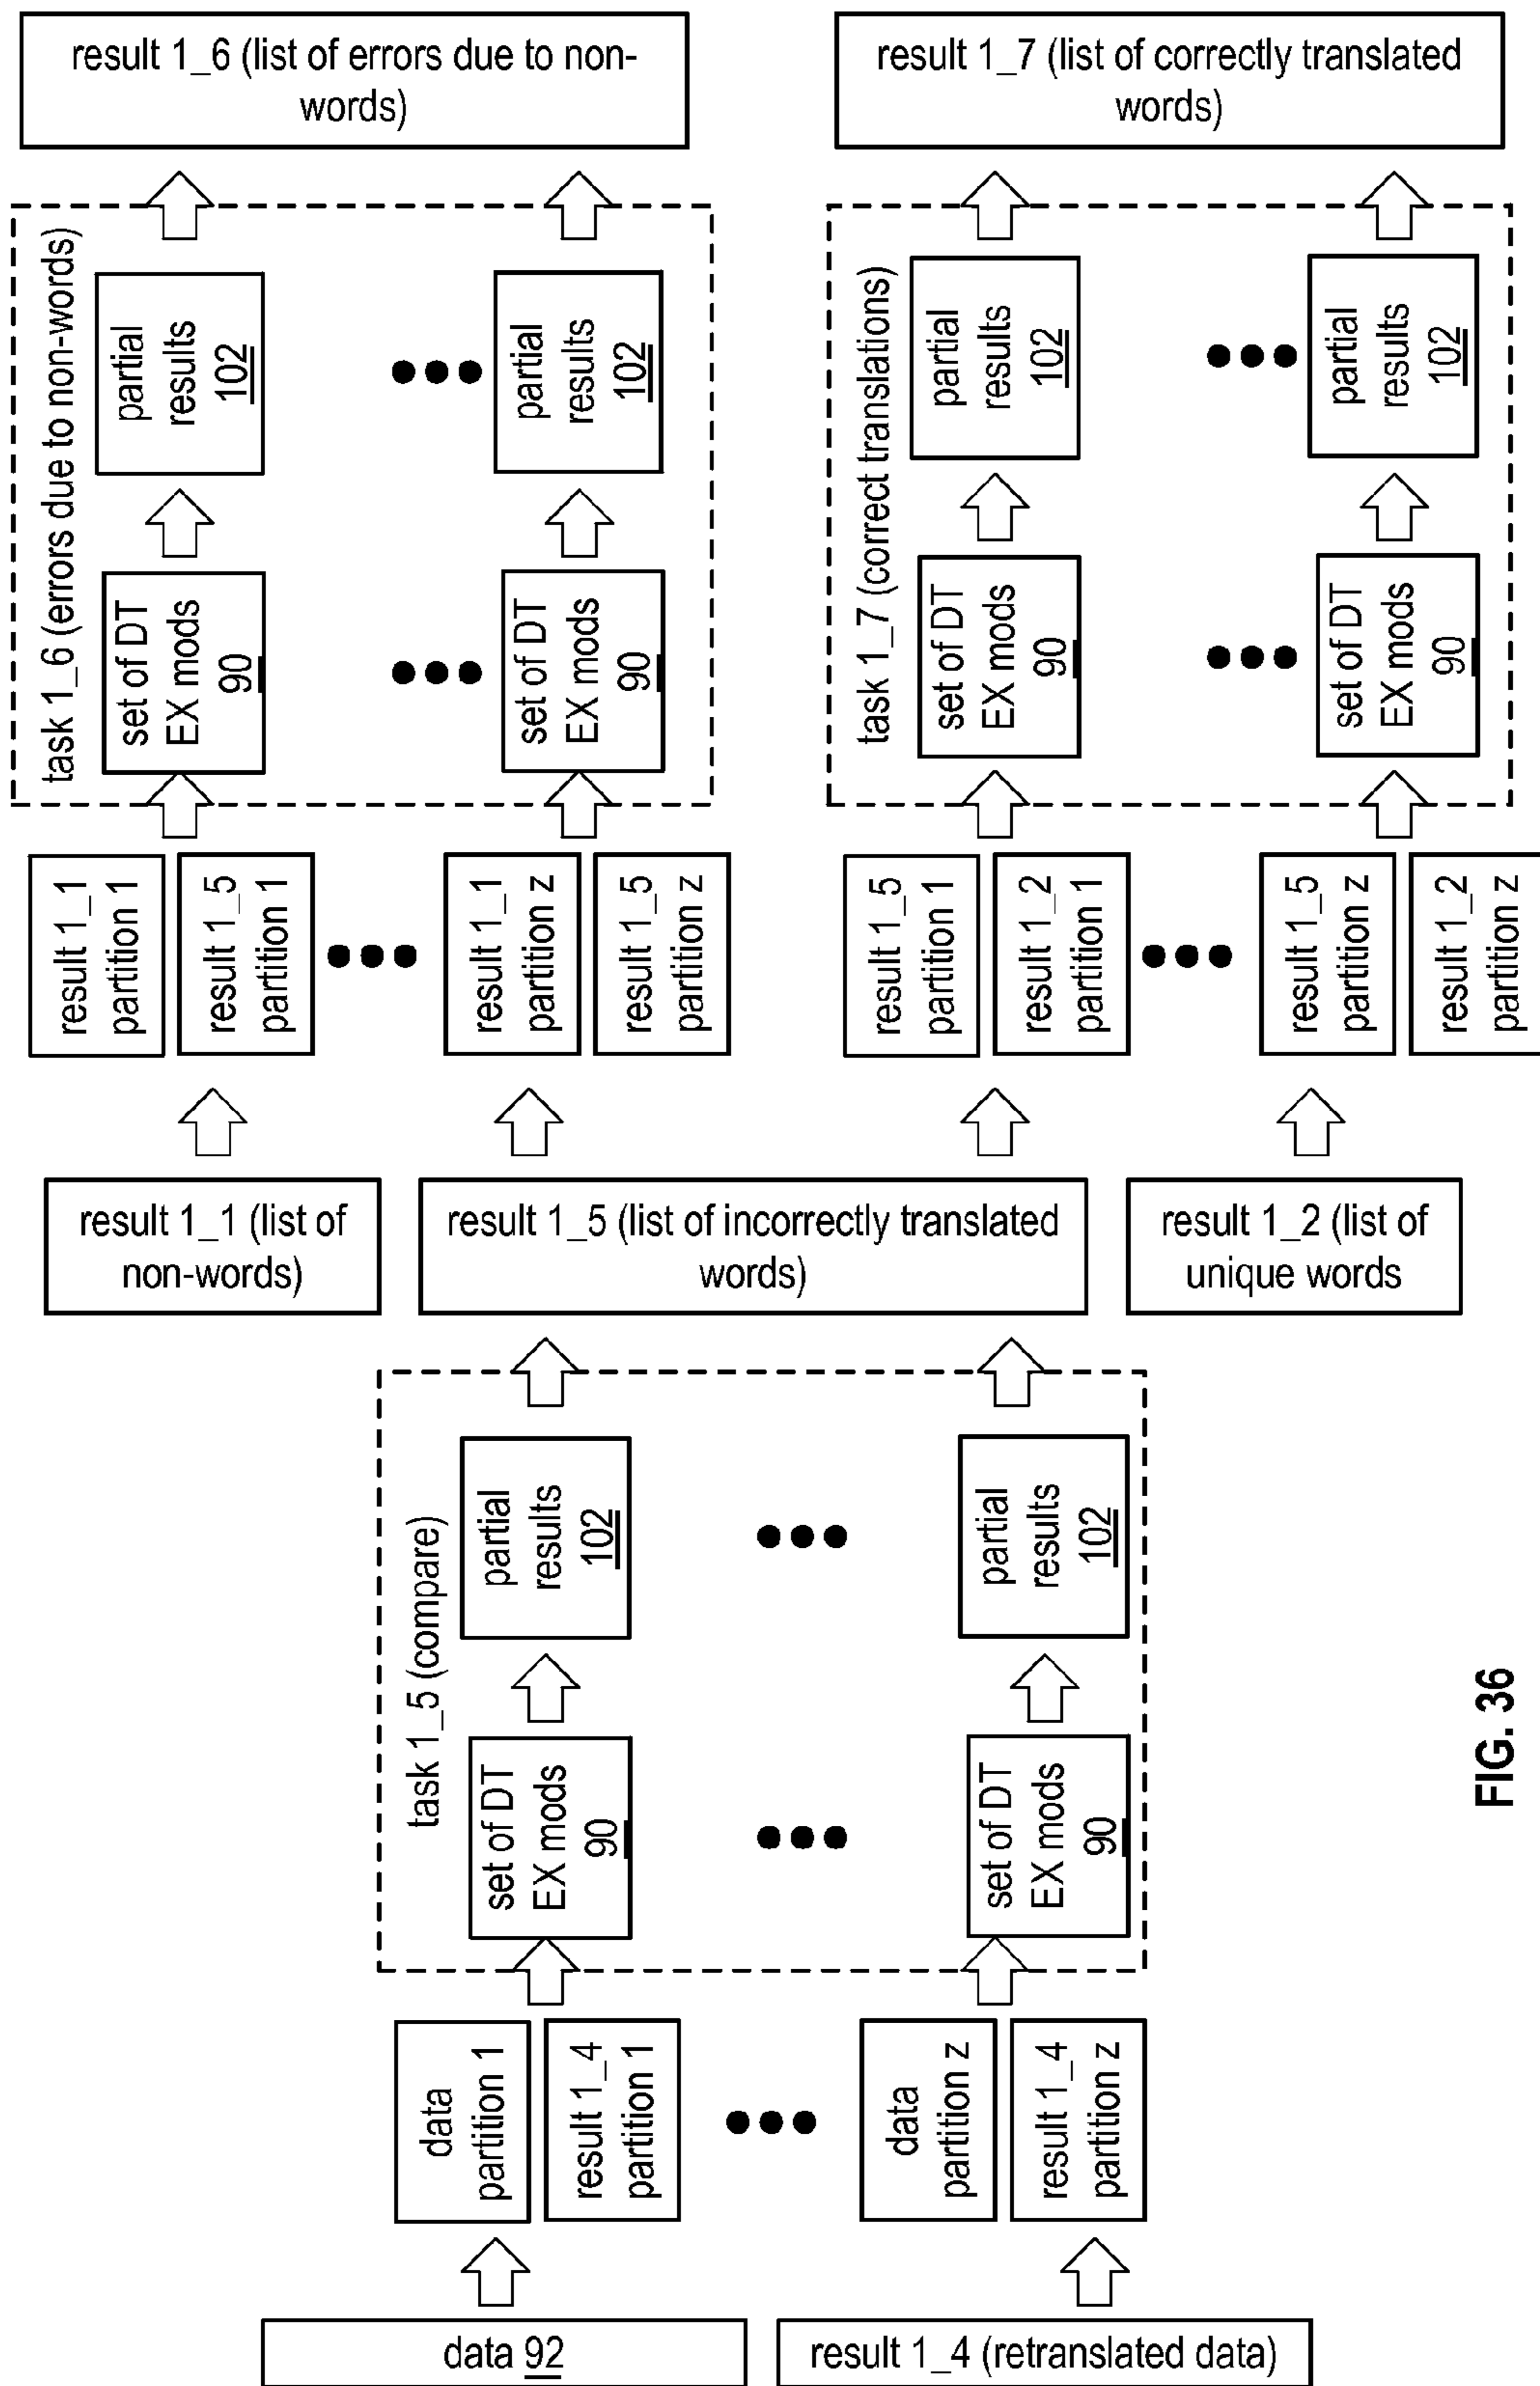 result 1_6 (list of errors due to non-
words)
result 1_7 (list of correctly translated
words)
task 1_6 (errors due to non-words)
partial
results
102
partial
results
102
set of DT
EX mods
90
set of DT
EX mods
90
task 1_7 (correct translations)
partial
results
102
partial
results
102
set of DT
EX mods
90
set of DT
EX mods
90
result 1_1
partition 1
result 1_5
partition 1
result 1_1
partition z
result 1_5
partition z
result 1_5
partition 1
result 1_2
partition 1
result 1_5
partition z
result 1_2
partition z
result 1_1 (list of
non-words)
result 1_5 (list of incorrectly translated
words)
result 1_2 (list of
unique words
task 1_5 (compare)
partial
results
102
partial
results
102
set of DT
EX mods
90
set of DT
EX mods
90
data
partition 1
result 1_4
partition 1
data
partition z
result 1_4
partition z
data 92
result 1_4 (retranslated data)
FIG. 36